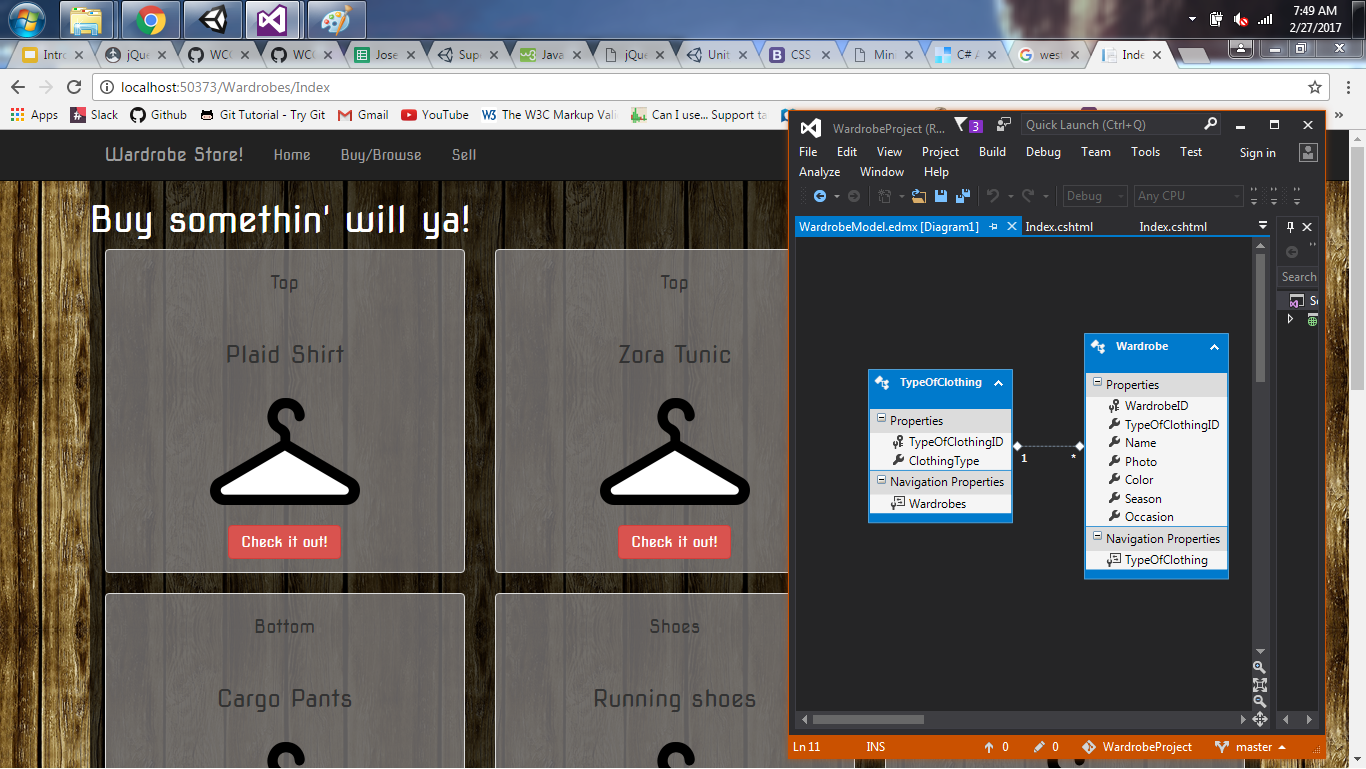 7:49 AM
2/27/2017
Intro
jQue
WCC
WCC
Jose
Supe
Java
jQue
Unit
CSS
Min
C# A
west
Inde
localhost:50373/Wardrobes/Index
Apps
Slack
Github
Git Tutorial - Try Git
Gmail
YouTube
The W3C Markup Vali
Can I use... Support ta
»
Wardrobe Store!
Home
Buy/Browse
Sell
Buy somethin' will ya!
Top
Plaid Shirt
Check it out!
Top
Zora Tunic
Check it out!
Bottom
Cargo Pants
Shoes
Running shoes
WardrobeProject (R...
3
Quick Launch (Ctrl+Q)
File Edit View Project Build Debug Team Tools Test
Sign in
Analyze Window Help
Debug
Any CPU
WardrobeModel.edmx [Diagram1]
Index.cshtml
Index.cshtml
Search
So
TypeOfClothing
Properties
TypeOfClothingID
ClothingType
Navigation Properties
Wardrobes
1
*
Wardrobe
Properties
WardrobeID
TypeOfClothingID
Name
Photo
Color
Season
Occasion
Navigation Properties
TypeOfClothing
Ln 11
INS
0
0
WardrobeProject
master